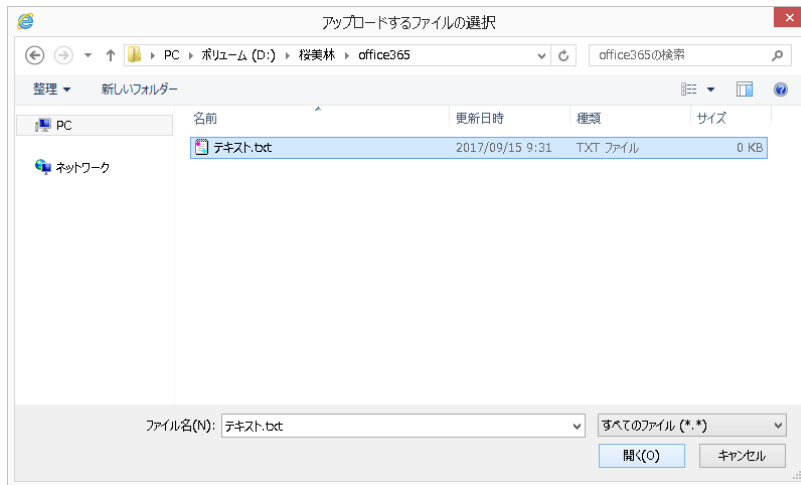 アップロードするファイルの選択
PC ボリューム (D:) 桜美林 office365 office365の検索
整理 新しいフォルダー
PC
ネットワーク
名前 更新日時 種類 サイズ
テキスト.txt 2017/09/15 9:31 TXT ファイル 0 KB
ファイル名(N): テキスト.txt すべてのファイル (*.*)
開く(O) キャンセル